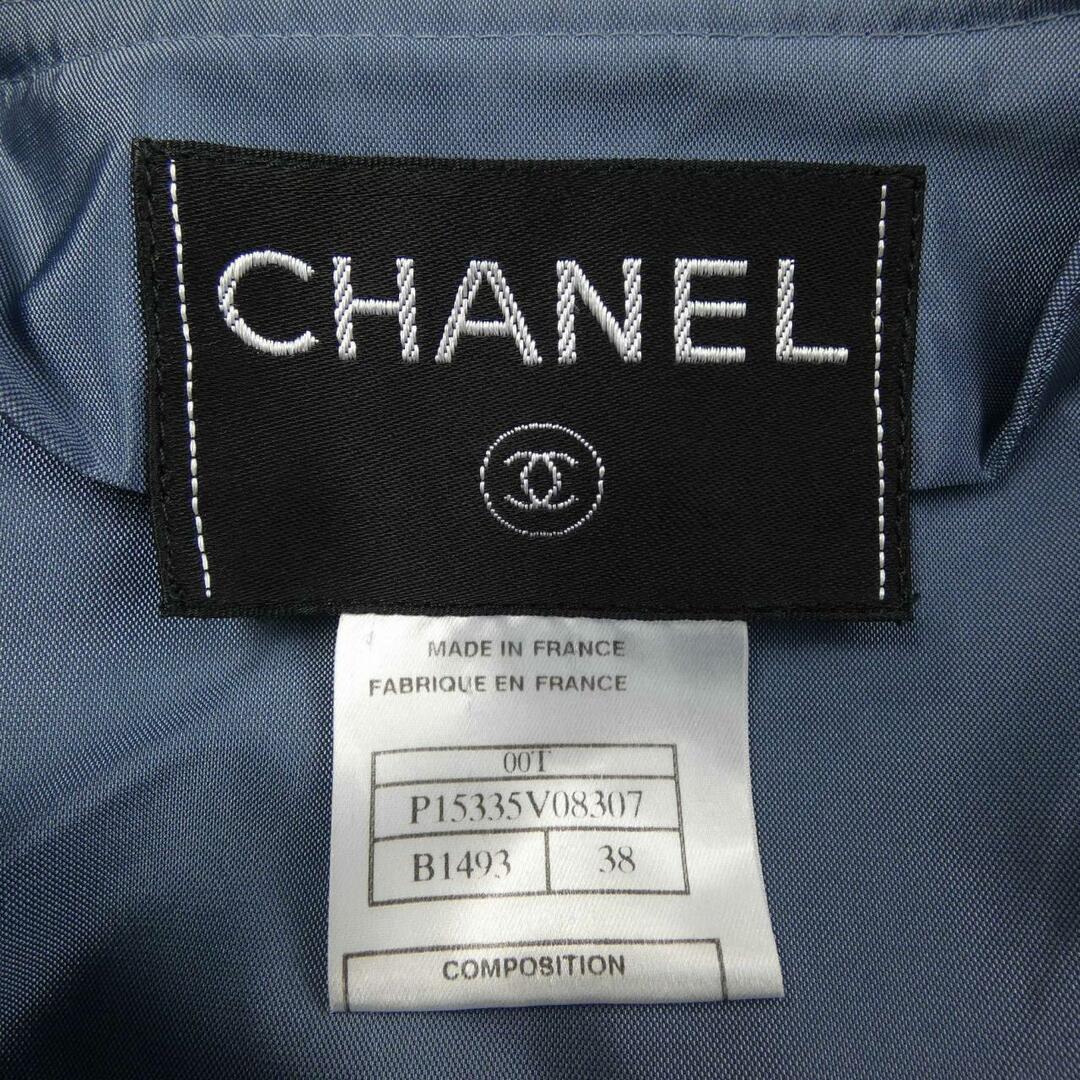 CHANEL
MADE IN FRANCE
FABRIQUE EN FRANCE
00T
P15335V08307
B1493 38
COMPOSITION